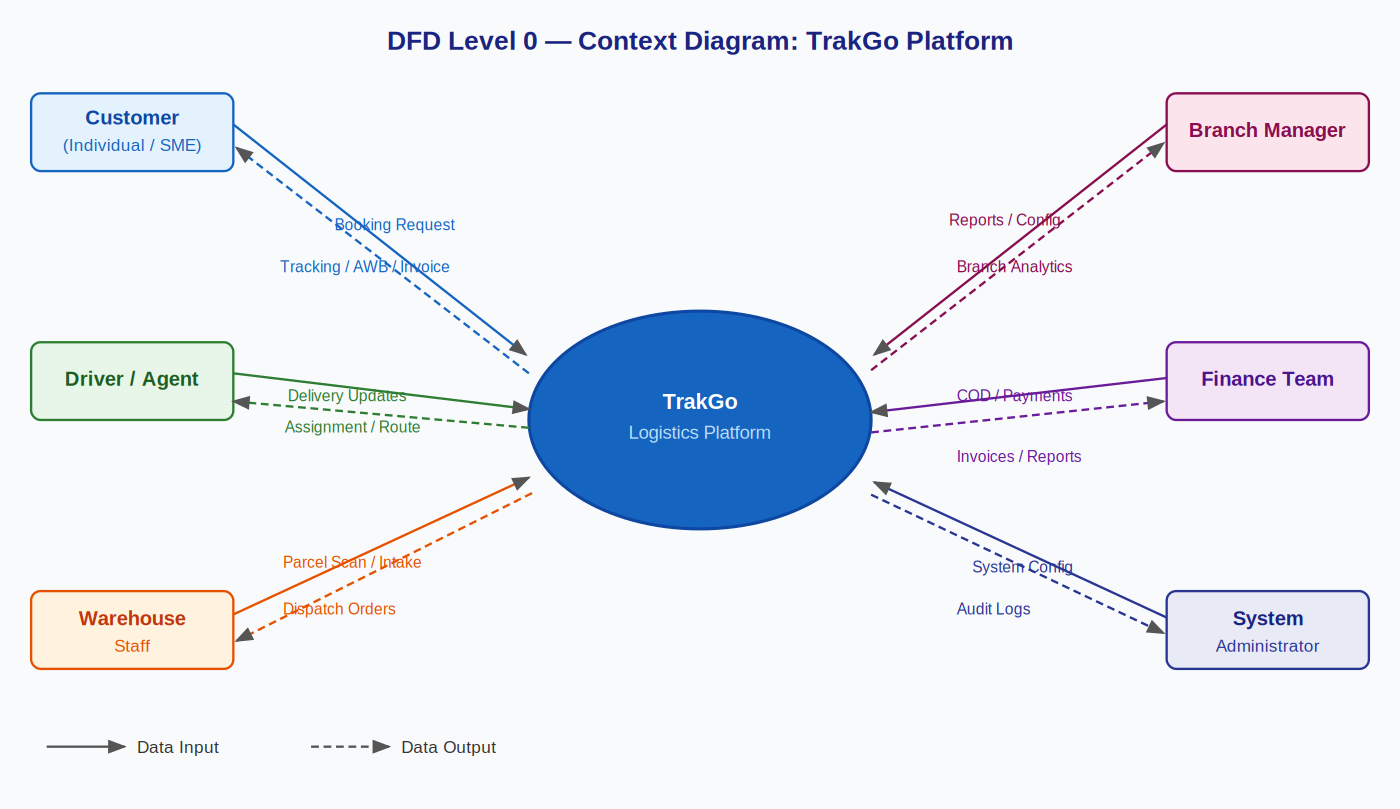 DFD Level 0 — Context Diagram: TrakGo Platform
Customer
(Individual / SME)
Branch Manager
Booking Request
Tracking / AWB / Invoice
Reports / Config
Branch Analytics
Driver / Agent
Delivery Updates
Assignment / Route
TrakGo
Logistics Platform
Finance Team
COD / Payments
Invoices / Reports
Parcel Scan / Intake
Dispatch Orders
Warehouse
Staff
System Config
Audit Logs
System
Administrator
Data Input
Data Output